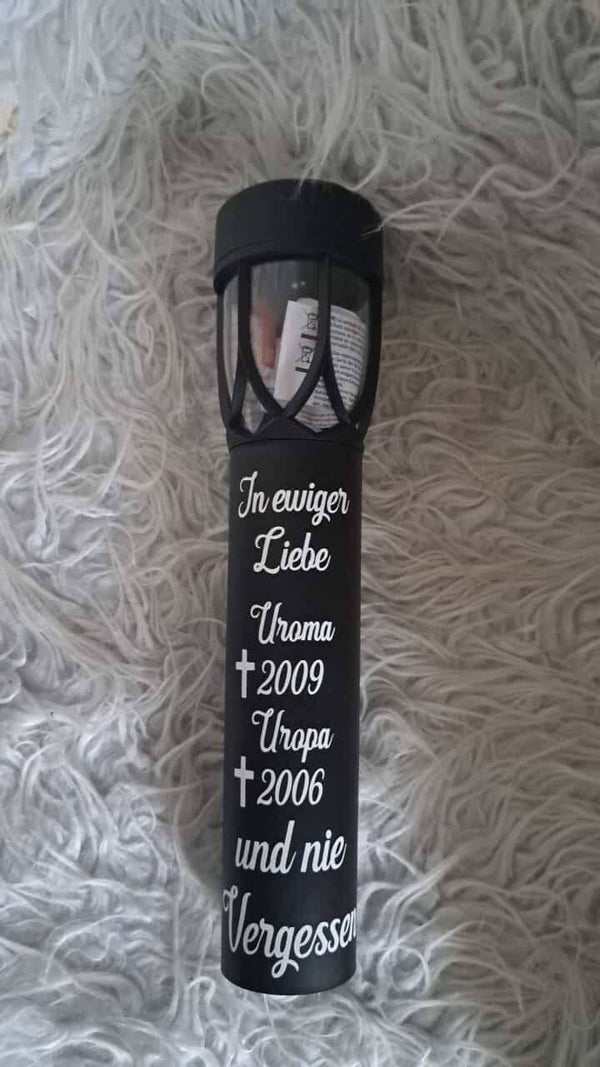 In ewiger
Liebe
Uroma
✝2009
Uropa
✝2006
und nie
Vergessen